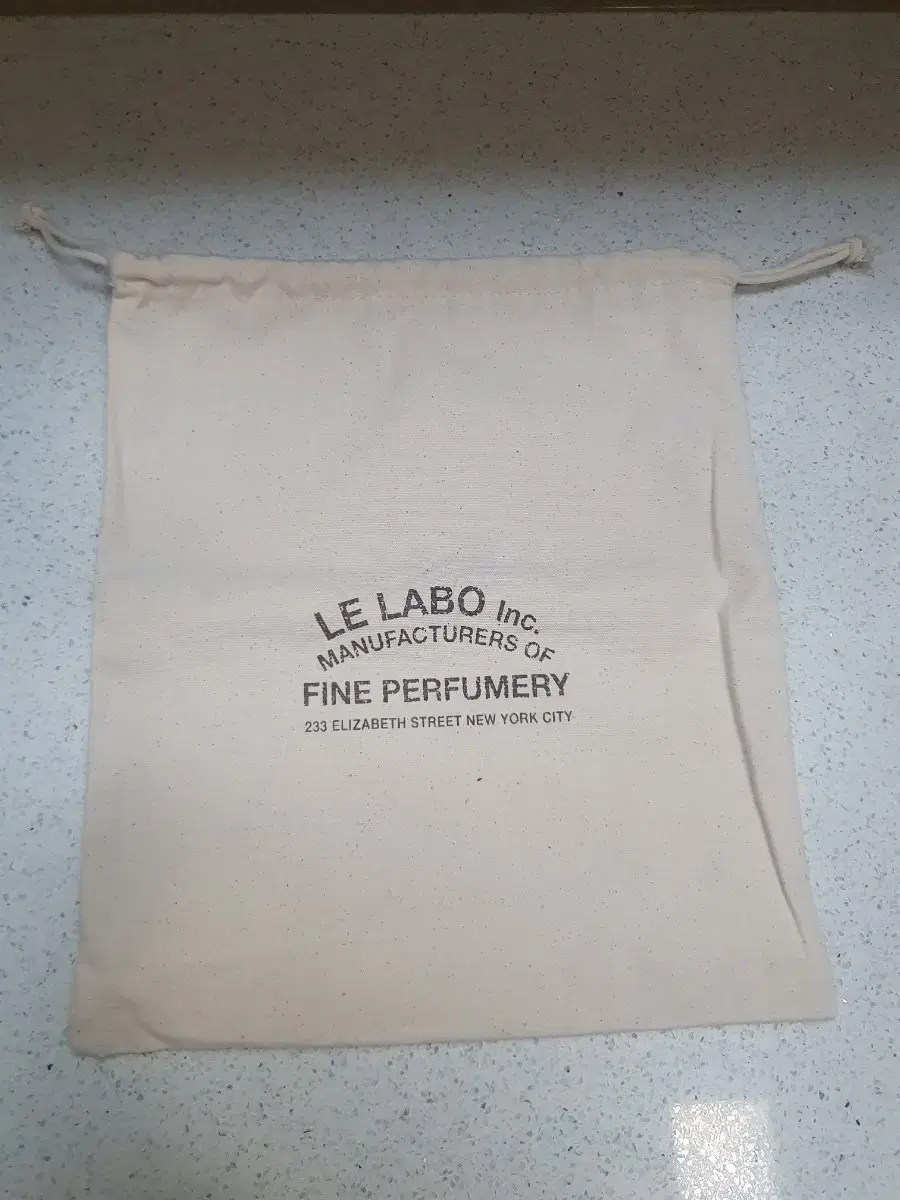 LE LABO Inc.
MANUFACTURERS OF
FINE PERFUMERY
233 ELIZABETH STREET NEW YORK CITY